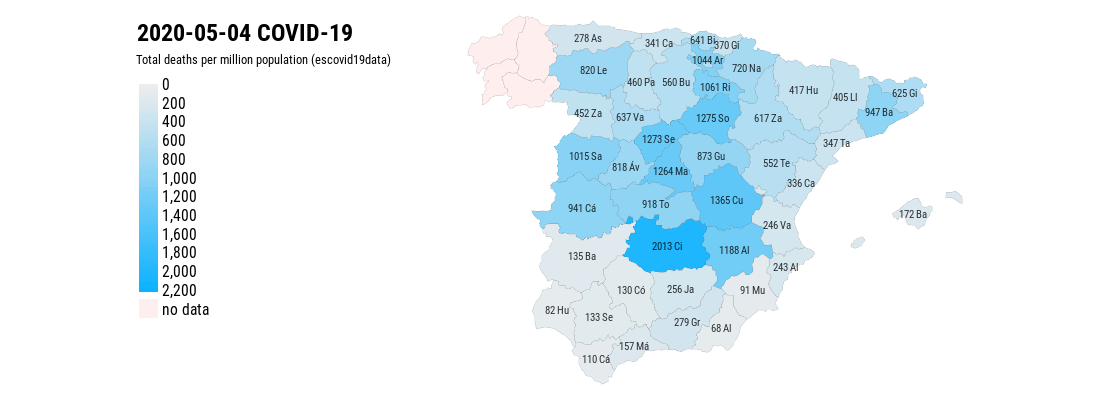 2020-05-04 COVID-19
Total deaths per million population (escovid19data)
0
200
400
600
800
1,000
1,200
1,400
1,600
1,800
2,000
2,200
no data
278 As
341 Ca
641 Bi
370 Gi
1044 Ar
720 Na
820 Le
460 Pa
560 Bu
1061 Ri
417 Hu
405 Ll
625 Gi
947 Ba
452 Za
637 Va
1275 So
617 Za
347 Ta
1273 Se
1015 Sa
818 Áv
1264 Ma
873 Gu
552 Te
336 Ca
941 Cá
918 To
1365 Cu
246 Va
172 Ba
135 Ba
2013 Ci
1188 Al
243 Al
130 Có
256 Ja
91 Mu
82 Hu
133 Se
279 Gr
68 Al
157 Má
110 Cá